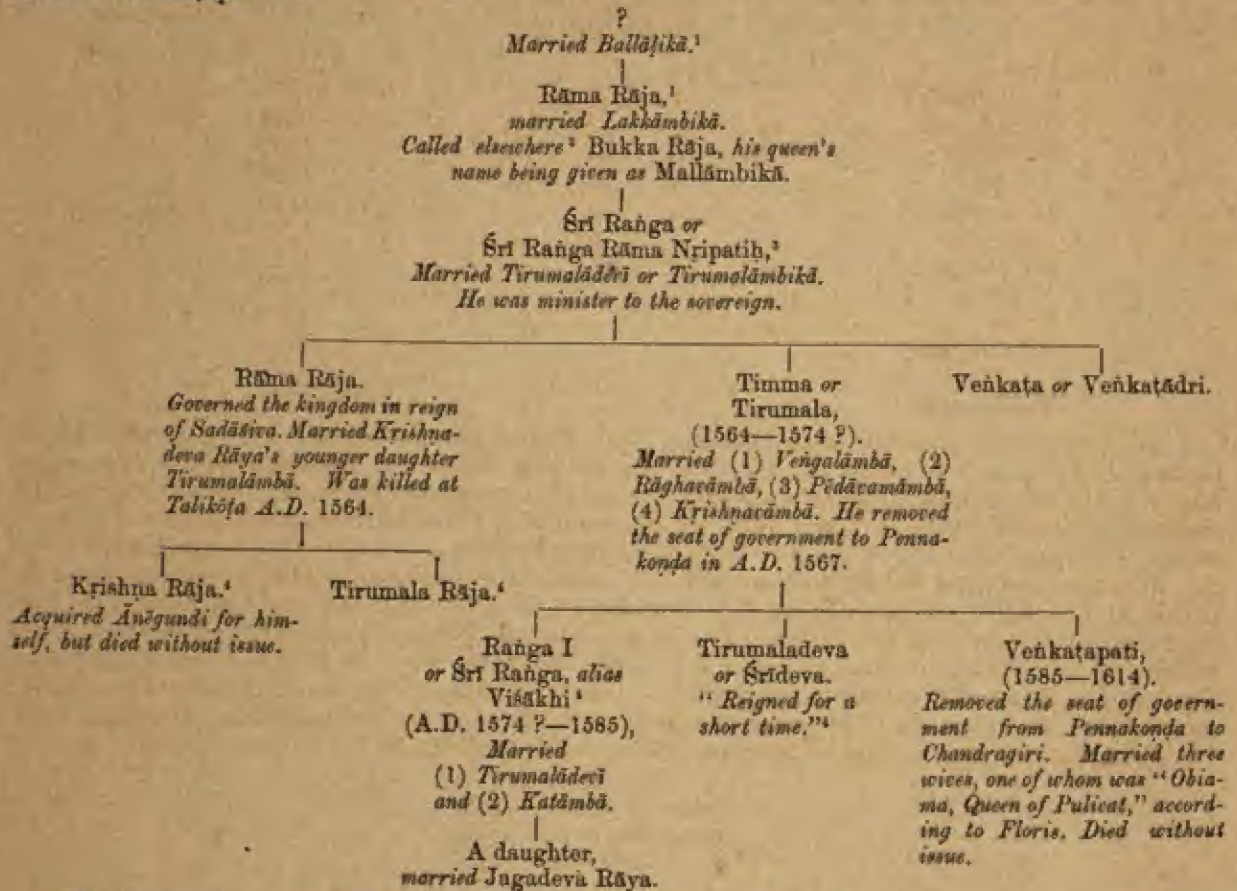 ?
Married Ballāṭikā.¹
Rāma Rāja,¹
married Lakkāmbikā.
Called elsewhere ² Bukka Rāja, his queen's
name being given as Mallāmbikā.
Śrī Raṅga or
Śrī Raṅga Rāma Nṛipatiḥ,³
Married Tirumalādēvī or Tirumalāmbikā.
He was minister to the sovereign.
Rāma Rāja.
Governed the kingdom in reign
of Sadāśiva. Married Kṛishṇa-
deva Rāya's younger daughter
Tirumalāmbā. Was killed at
Talikōṭa A.D. 1564.
Timma or
Tirumala,
(1564—1574 ?).
Married (1) Veṅgalāmbā, (2)
Rāghavāmbā, (3) Pēdāvamāmbā,
(4) Kṛishṇavāmbā. He removed
the seat of government to Penna-
koṇḍa in A.D. 1567.
Veṅkaṭa or Veṅkaṭādri.
Kṛishṇa Rāja.⁴
Acquired Ānēgundi for him-
self, but died without issue.
Tirumala Rāja.⁴
Raṅga I
or Śrī Raṅga, alias
Viśākhi ⁴
(A.D. 1574 ?—1585),
Married
(1) Tirumalādevī
and (2) Katāmbā.
A daughter,
married Jagadeva Rāya.
Tirumaladeva
or Śrīdeva.
" Reigned for a
short time."⁴
Veṅkaṭapati,
(1585—1614).
Removed the seat of govern-
ment from Pennakoṇḍa to
Chandragiri. Married three
wives, one of whom was " Obia-
ma, Queen of Pulicat," accord-
ing to Floris. Died without
issue.